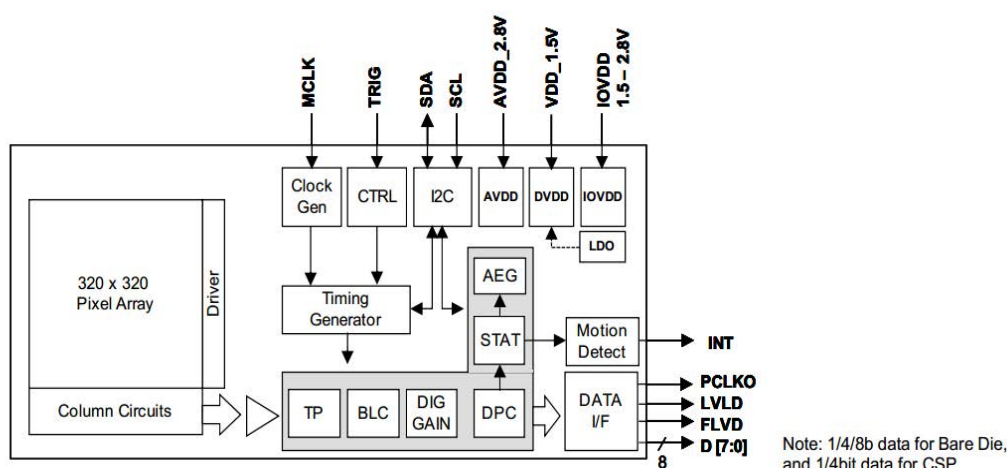 MCLK
TRIG
SDA
SCL
AVDD_2.8V
VDD_1.5V
IOVDD
1.5 – 2.8V
Clock
Gen
CTRL
I2C
AVDD
DVDD
IOVDD
LDO
320 x 320
Pixel Array
Driver
Timing
Generator
AEG
STAT
Motion
Detect
INT
Column Circuits
TP
BLC
DIG
GAIN
DPC
DATA
I/F
PCLKO
LVLD
FLVD
D [7:0]
8
Note: 1/4/8b data for Bare Die,
and 1/4bit data for CSP